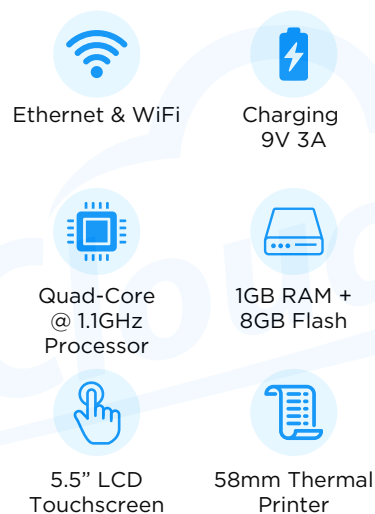 Ethernet & WiFi
Charging
9V 3A
Quad-Core
@ 1.1GHz
Processor
1GB RAM +
8GB Flash
5.5” LCD
Touchscreen
58mm Thermal
Printer